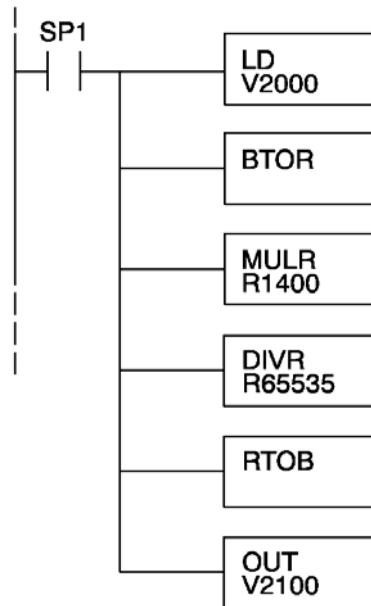 SP1
LD
V2000
BTOR
MULR
R1400
DIVR
R65535
RTOB
OUT
V2100